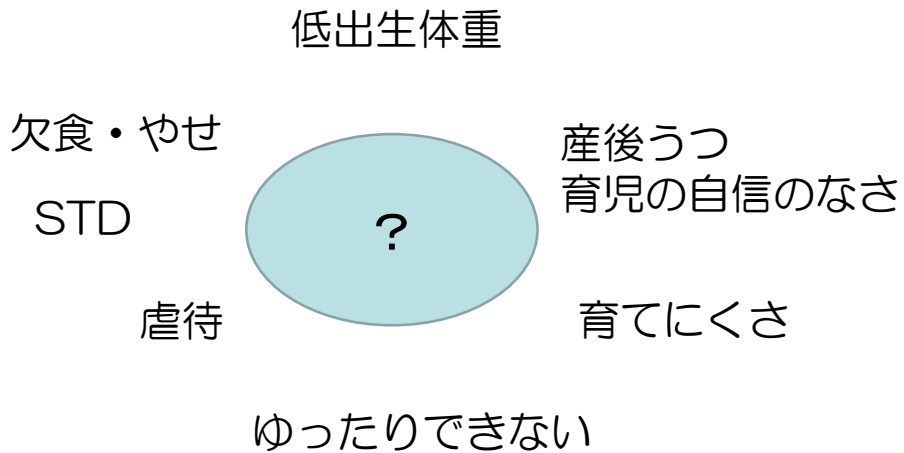 低出生体重
欠食・やせ
産後うつ
育児の自信のなさ
STD
?
虐待
育てにくさ
ゆったりできない